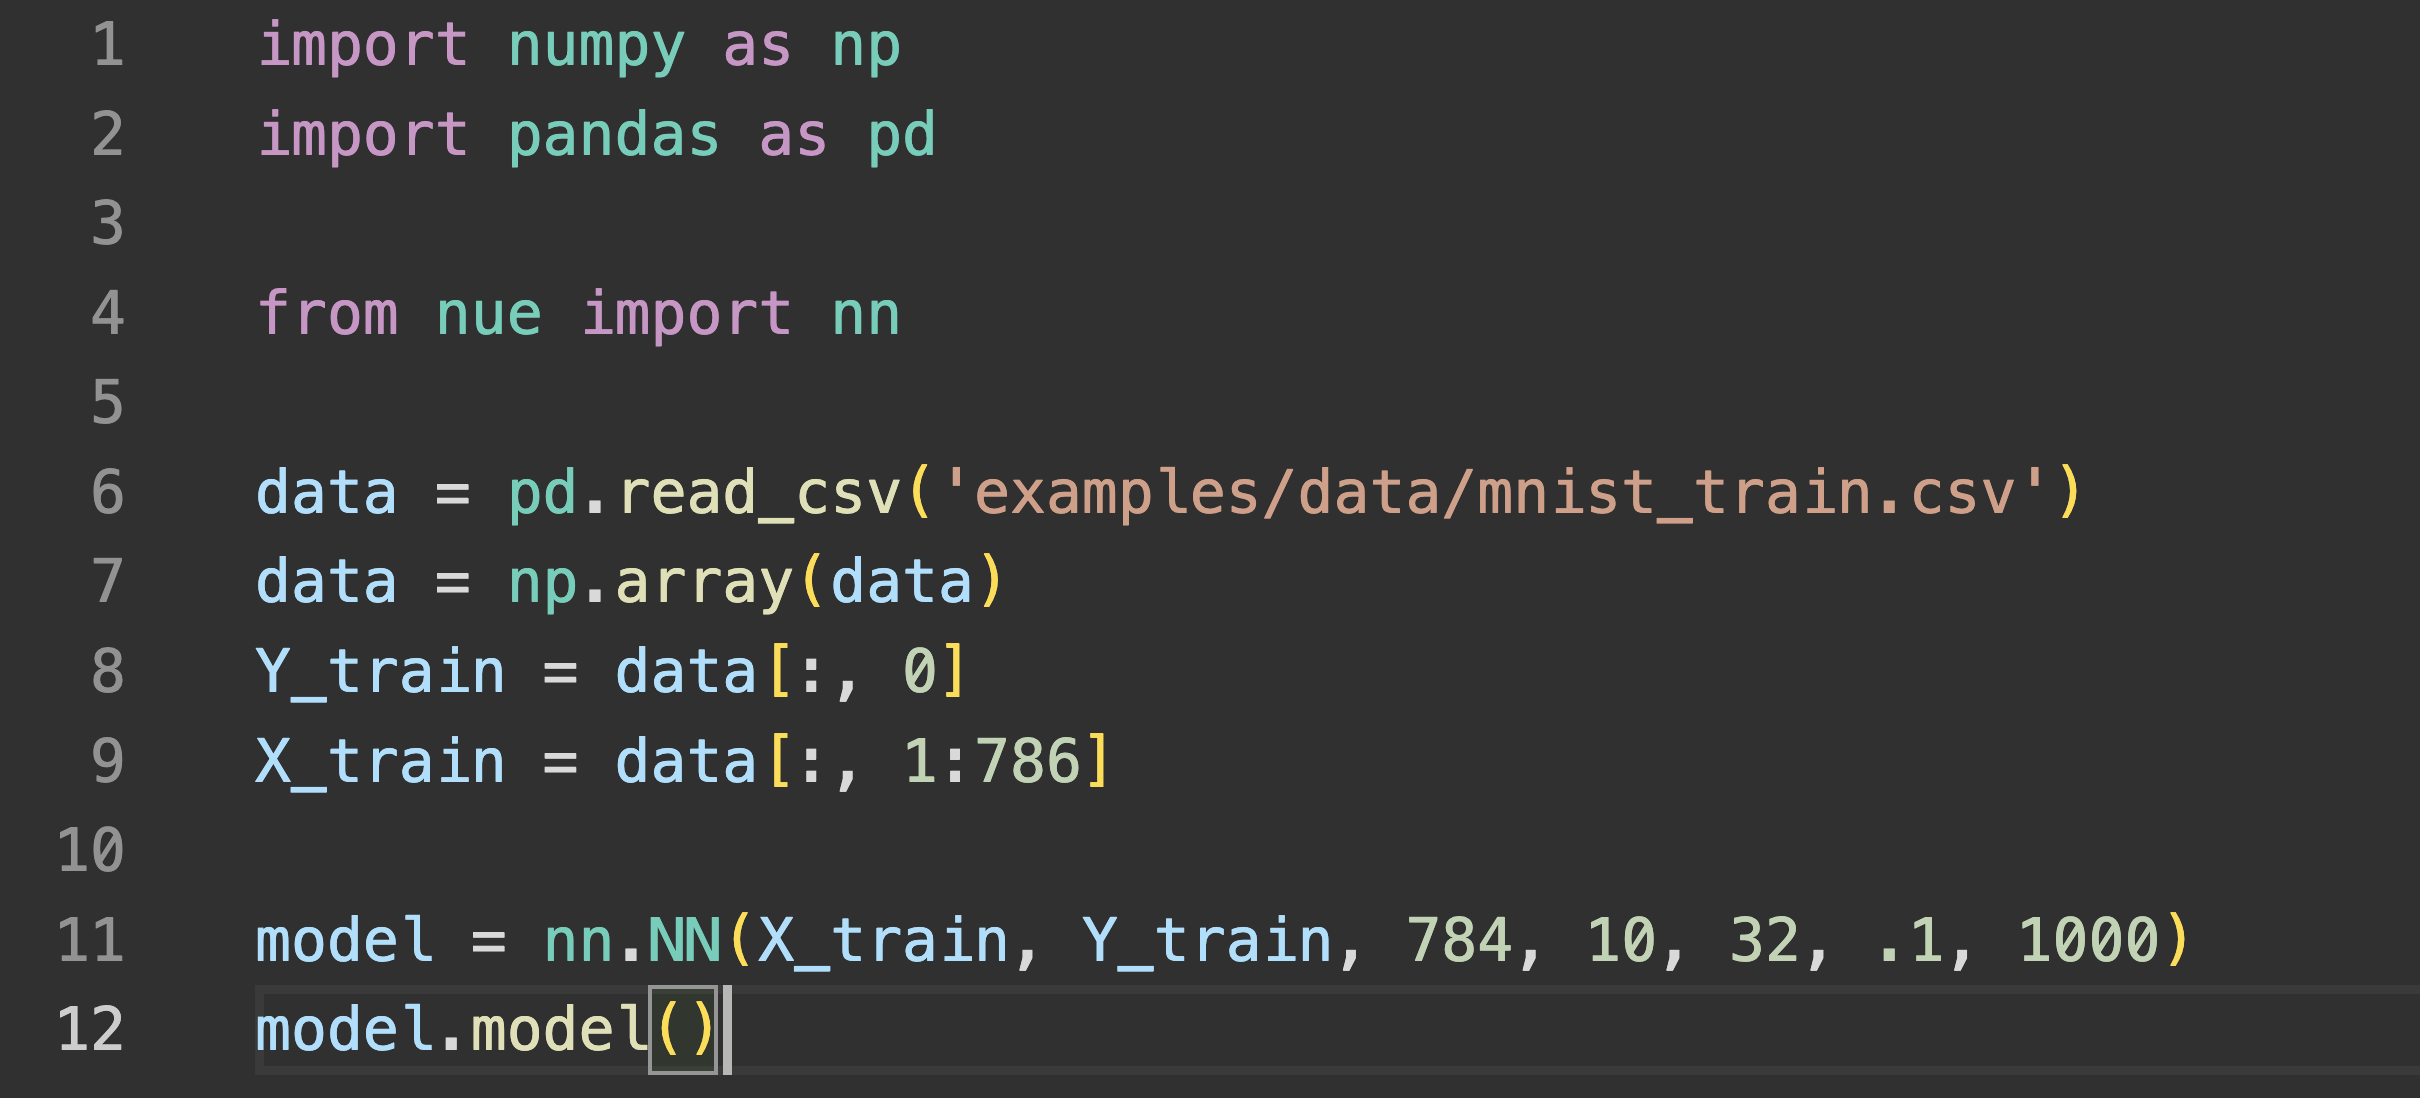 1 import numpy as np
2 import pandas as pd
3
4 from nue import nn
5
6 data = pd.read_csv('examples/data/mnist_train.csv')
7 data = np.array(data)
8 Y_train = data[:, 0]
9 X_train = data[:, 1:786]
10
11 model = nn.NN(X_train, Y_train, 784, 10, 32, .1, 1000)
12 model.model()